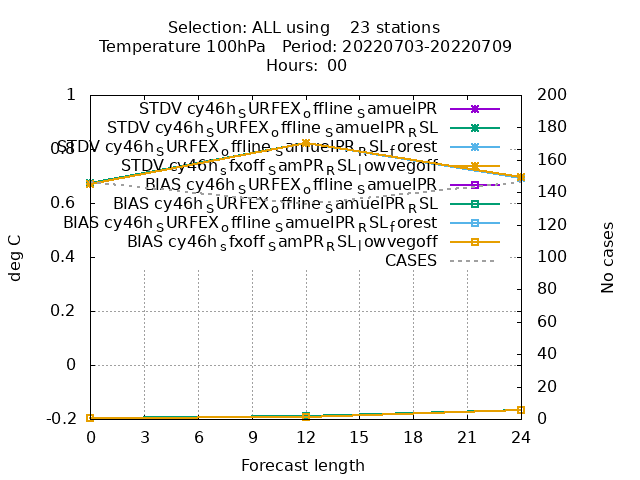 Selection: ALL using 23 stations
Temperature 100hPa Period: 20220703-20220709
Hours: 00
1
0.8
0.6
0.4
0.2
0
-0.2
deg C
STDV cy46h_SURFEX_offline_SamuelPR
STDV cy46h_SURFEX_offline_SamuelPR_RSL
STDV cy46h_SURFEX_offline_SamuelPR_RSL_forest
STDV cy46h_sfxoff_SamPR_RSL_lowvegoff
BIAS cy46h_SURFEX_offline_SamuelPR
BIAS cy46h_SURFEX_offline_SamuelPR_RSL
BIAS cy46h_SURFEX_offline_SamuelPR_RSL_forest
BIAS cy46h_sfxoff_SamPR_RSL_lowvegoff
CASES
200
180
160
140
120
100
80
60
40
20
0
No cases
0 3 6 9 12 15 18 21 24
Forecast length